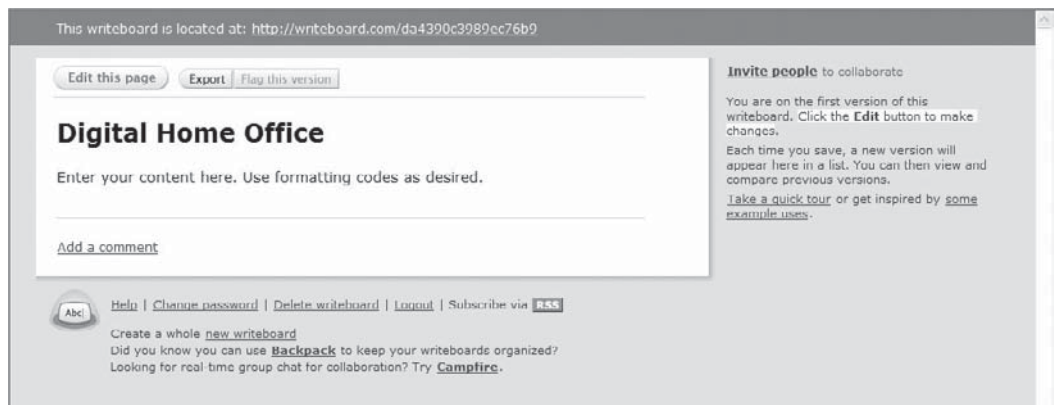 This writeboard is located at: http://writeboard.com/da4390c3989ec76b9
Edit this page Export Flag this version
Digital Home Office
Enter your content here. Use formatting codes as desired.
Add a comment
Invite people to collaborate
You are on the first version of this
writeboard. Click the Edit button to make
changes.
Each time you save, a new version will
appear here in a list. You can then view and
compare previous versions.
Take a quick tour or get inspired by some
example uses.
Abc
Help | Change password | Delete writeboard | Logout | Subscribe via RSS
Create a whole new writeboard
Did you know you can use Backpack to keep your writeboards organized?
Looking for real-time group chat for collaboration? Try Campfire.